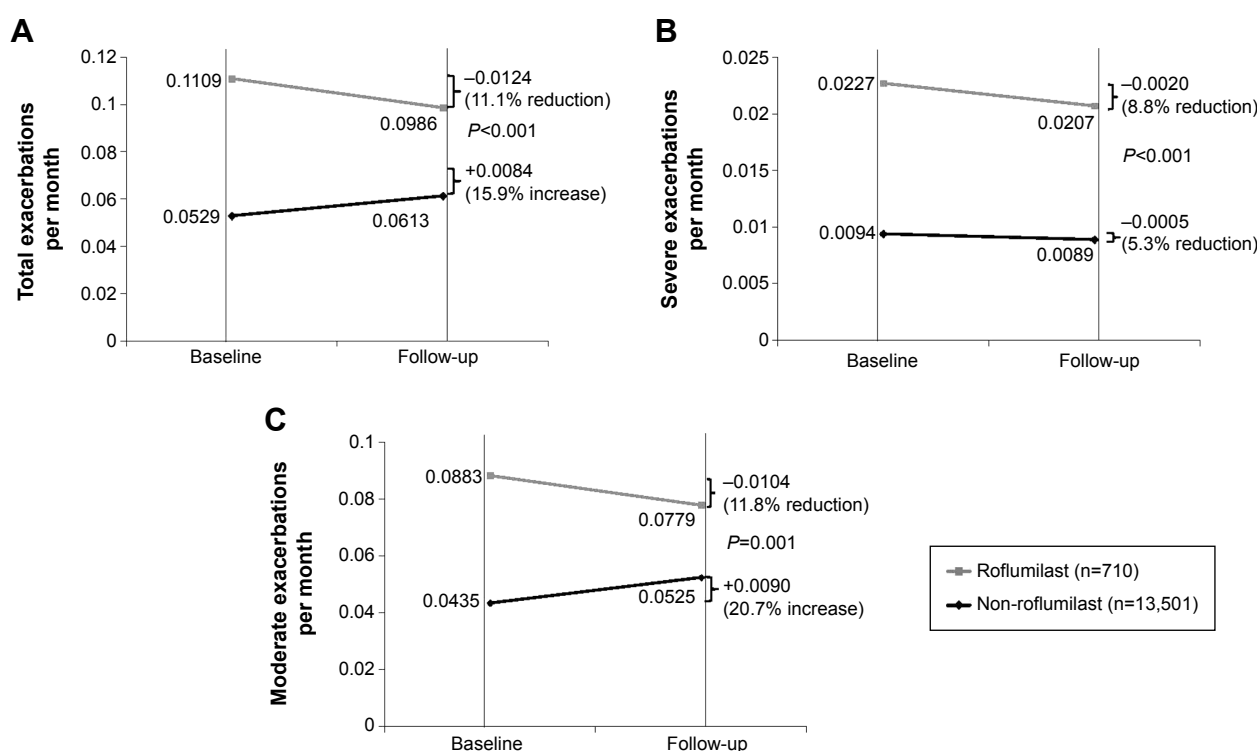 A
Total exacerbations
per month
0.12
0.1
0.08
0.06
0.04
0.02
0
0.1109
0.0986
0.0529
0.0613
–0.0124
(11.1% reduction)
P<0.001
+0.0084
(15.9% increase)
Baseline
Follow-up
B
Severe exacerbations
per month
0.025
0.02
0.015
0.01
0.005
0
0.0227
0.0207
0.0094
0.0089
–0.0020
(8.8% reduction)
P<0.001
–0.0005
(5.3% reduction)
Baseline
Follow-up
C
Moderate exacerbations
per month
0.1
0.08
0.06
0.04
0.02
0
0.0883
0.0779
0.0435
0.0525
–0.0104
(11.8% reduction)
P=0.001
+0.0090
(20.7% increase)
Baseline
Follow-up
Roflumilast (n=710)
Non-roflumilast (n=13,501)